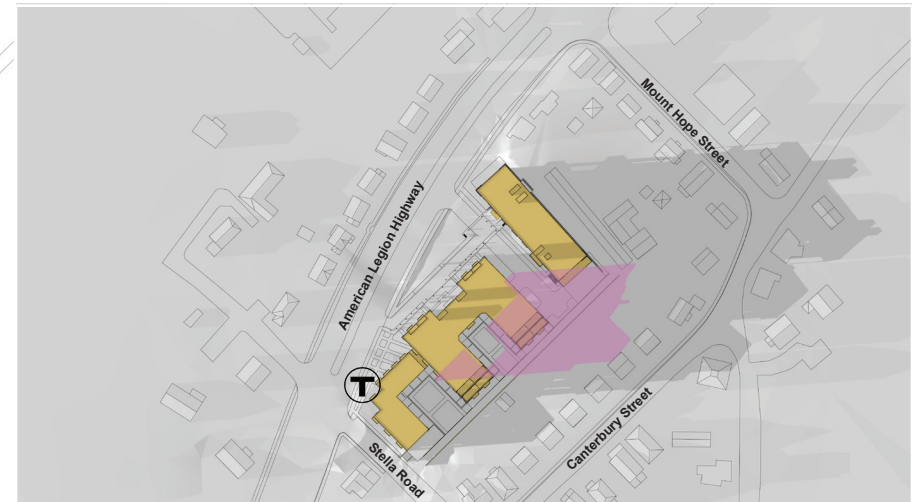 Mount Hope Street
American Legion Highway
T
Canterbury Street
Stella Road